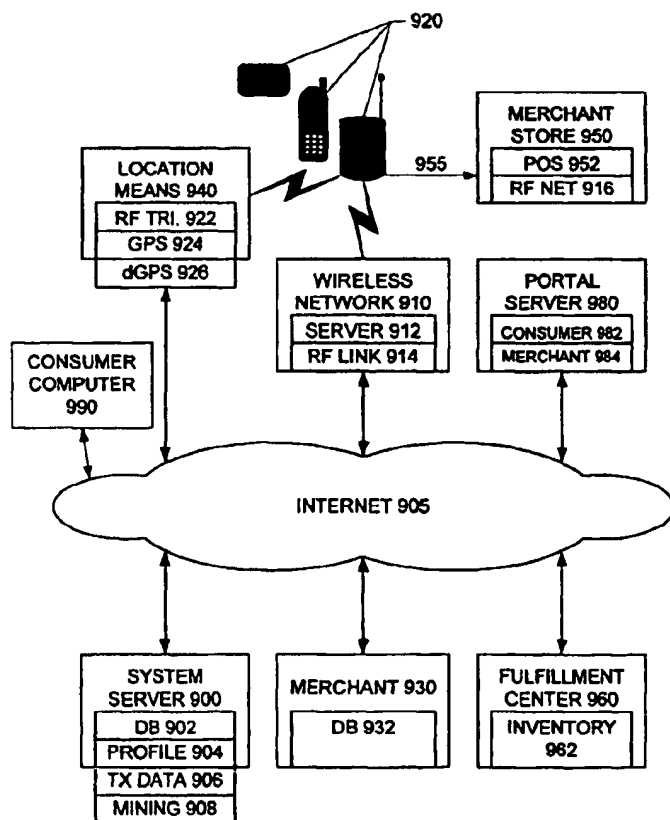 920
MERCHANT
STORE 950
POS 952
RF NET 916
955
LOCATION
MEANS 940
RF TRI. 922
GPS 924
dGPS 926
WIRELESS
NETWORK 910
SERVER 912
RF LINK 914
PORTAL
SERVER 980
CONSUMER 982
MERCHANT 984
CONSUMER
COMPUTER
990
INTERNET 905
SYSTEM
SERVER 900
DB 902
PROFILE 904
TX DATA 906
MINING 908
MERCHANT 930
DB 932
FULFILLMENT
CENTER 960
INVENTORY
962